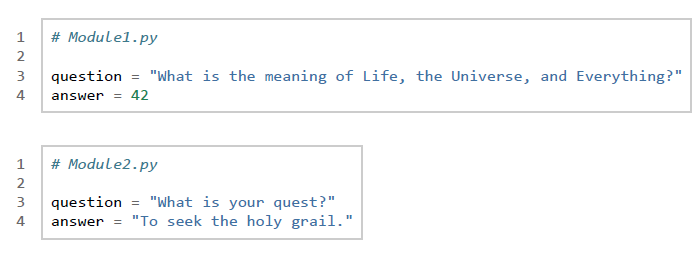 1 # Module1.py
2
3 question = "What is the meaning of Life, the Universe, and Everything?"
4 answer = 42
1 # Module2.py
2
3 question = "What is your quest?"
4 answer = "To seek the holy grail."